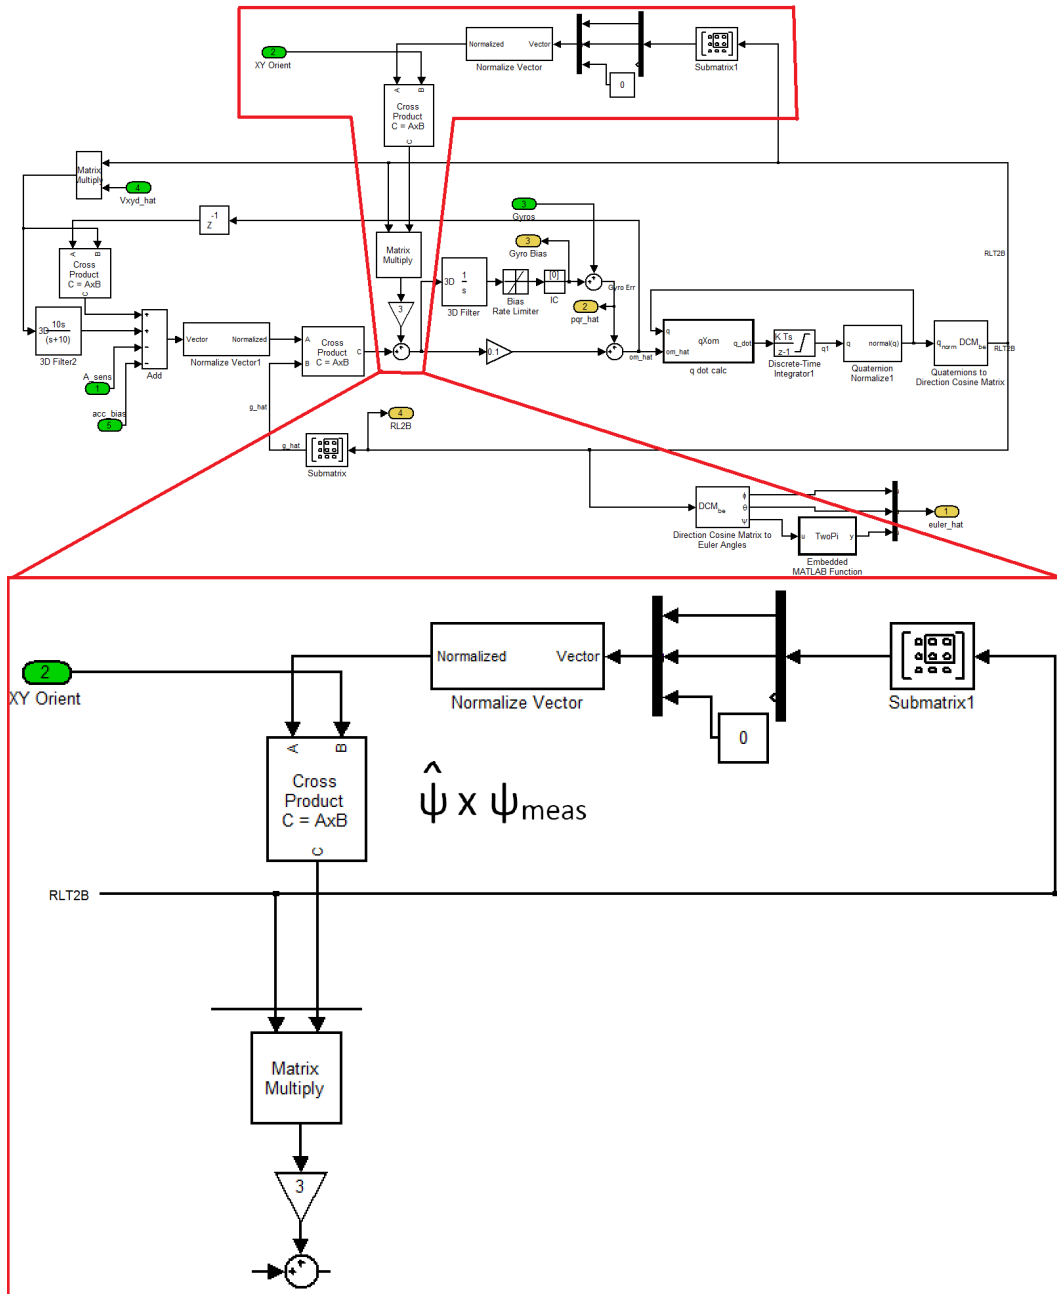 2
XY Orient
Normalized
Vector
Normalize Vector
0
Submatrix1
A
B
Cross
Product
C = AxB
C
Matrix
Multiply
4
Vxyd_hat
-1
Z
3
Gyros
3
Gyro Bias
RLT2B
A
B
Cross
Product
C = AxB
C
Matrix
Multiply
3
3D
1
s
3D Filter
Bias
Rate Limiter
[0]
IC
Gyro Err
2
pqr_hat
3D
10s
(s+10)
3D Filter2
Add
Vector
Normalized
Normalize Vector1
A
B
Cross
Product
C = AxB
C
0.1
om_hat
q
om_hat
qXom
q_dot
q dot calc
K Ts
z-1
Discrete-Time
Integrator1
q1
q
normal(q)
Quaternion
Normalize1
qnorm
DCMbe
Quaternions to
Direction Cosine Matrix
RLT2B
A_sens
1
acc_bias
5
g_hat
g_hat
Submatrix
4
RL2B
DCMbe
ϕ
θ
Ψ
Direction Cosine Matrix to
Euler Angles
u
TwoPi
y
Embedded
MATLAB Function
1
euler_hat
2
XY Orient
Normalized
Vector
Normalize Vector
0
Submatrix1
A
B
Cross
Product
C = AxB
C
ψ̂ x ψmeas
RLT2B
Matrix
Multiply
3